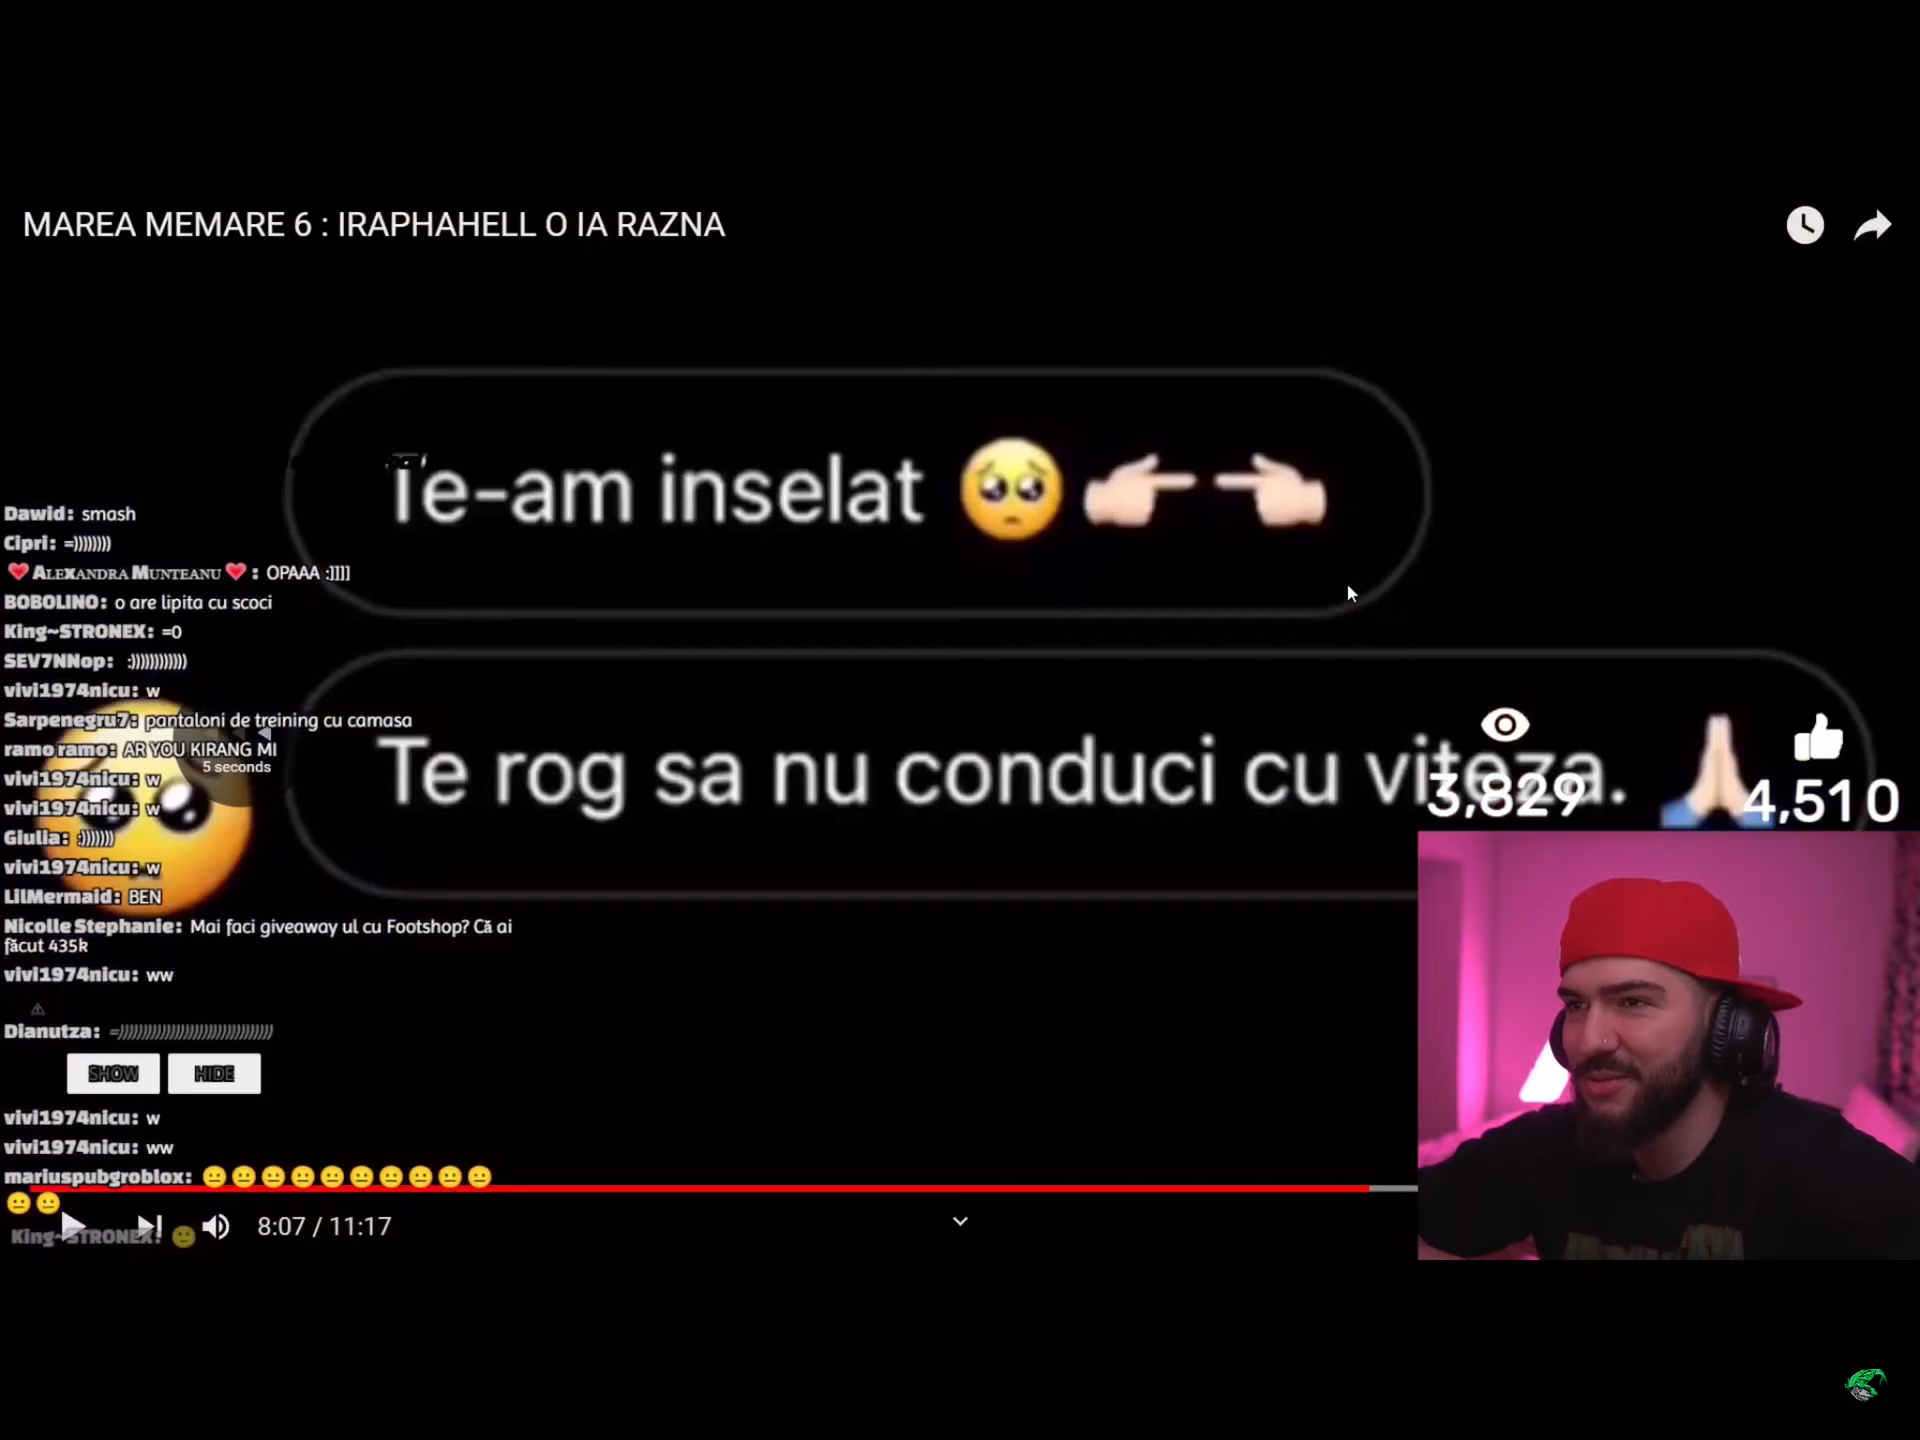 MAREA MEMARE 6 : IRAPHAHELL O IA RAZNA
Te-am inselat 🥺👉🏻👈🏻
Te rog sa nu conduci cu viteza. 🙏🏻
Dawid: smash
Cipri: =))))))))
❤️ ALEXANDRA MUNTEANU ❤️ : OPAAA :]]]]
BOBOLINO: o are lipita cu scoci
King~STRONEX: =0
SEV7NNop: :))))))))))))
vivi1974nicu: w
Sarpenegru7: pantaloni de treining cu camasa
ramo ramo: AR YOU KIRANG MI
5 seconds
vivi1974nicu: w
vivi1974nicu: w
Giulia: :)))))))
vivi1974nicu: w
LilMermaid: BEN
Nicolle Stephanie: Mai faci giveaway ul cu Footshop? Că ai
făcut 435k
vivi1974nicu: ww
Dianutza: =))))))))))))))))))))))))))))))))))
SHOW HIDE
vivi1974nicu: w
vivi1974nicu: ww
mariuspubgroblox: 😐😐😐😐😐😐😐😐😐😐
😐😐
King~STRONEX: 😐
8:07 / 11:17
3,829
4,510